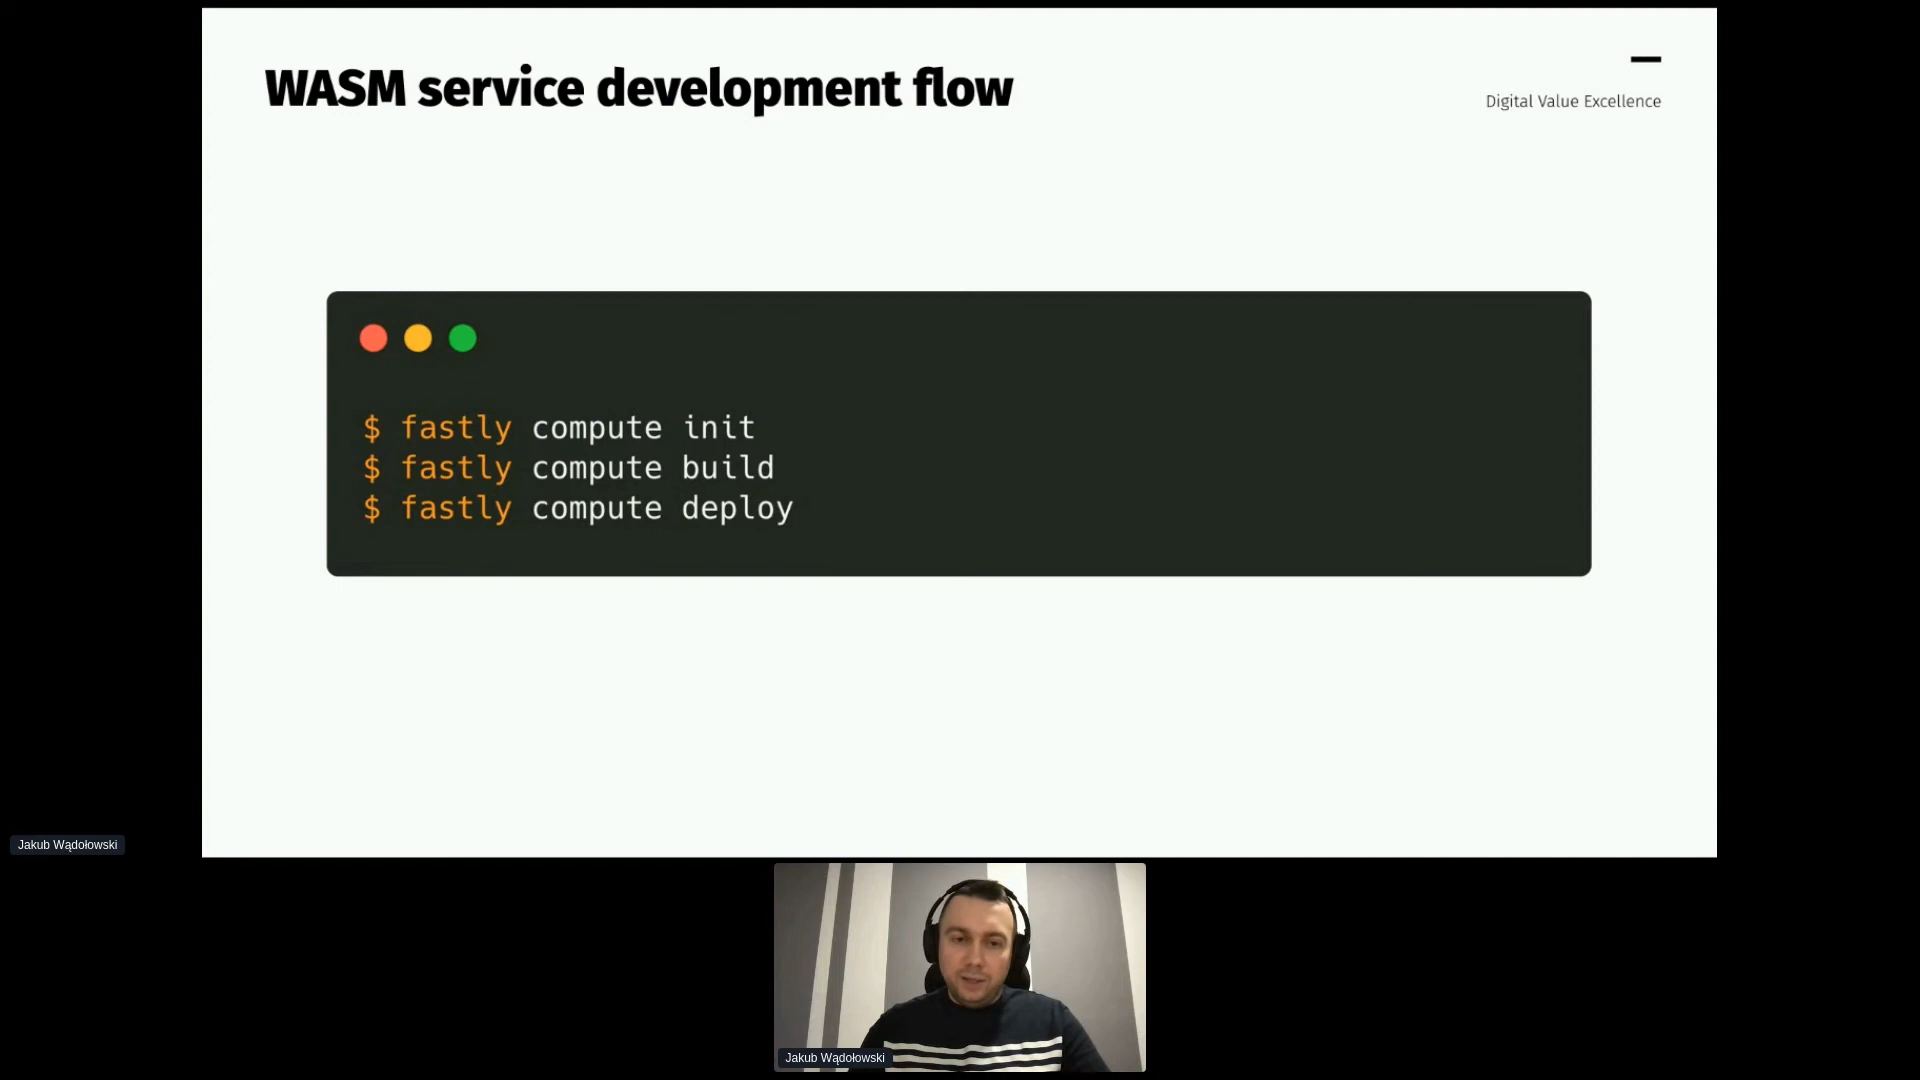 WASM service development flow
Digital Value Excellence
$ fastly compute init
$ fastly compute build
$ fastly compute deploy
Jakub Wądołowski
Jakub Wądołowski